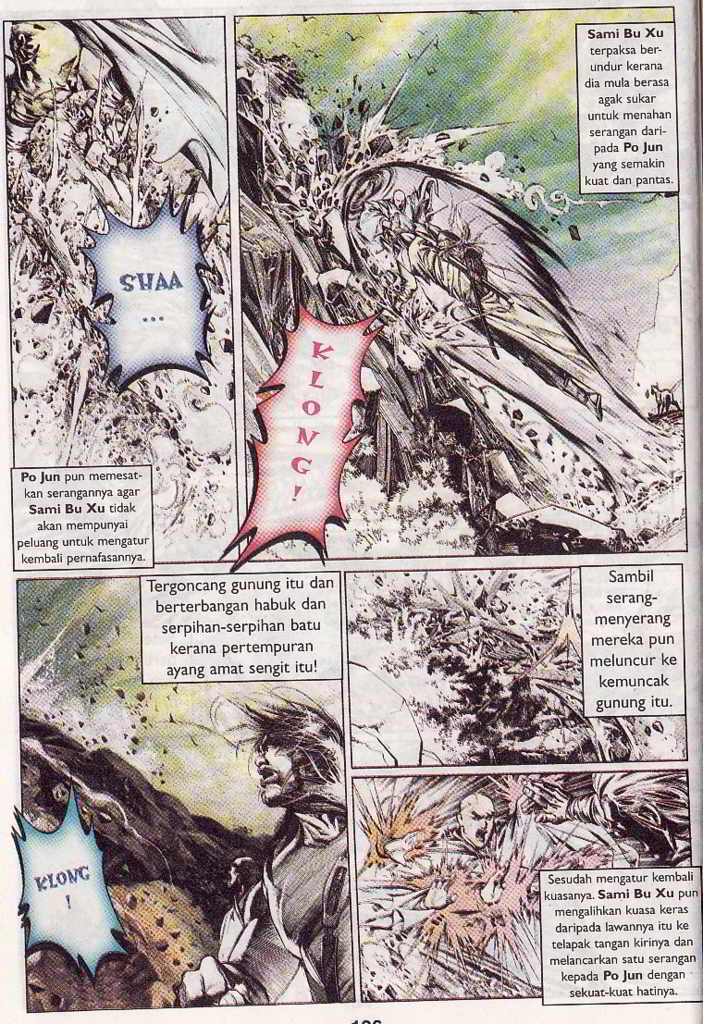 Sami Bu Xu
terpaksa ber-
undur kerana
dia mula berasa
agak sukar
untuk menahan
serangan dari-
pada Po Jun
yang semakin
kuat dan pantas.
SHAA
...
KLONG!
Po Jun pun memesat-
kan serangannya agar
Sami Bu Xu tidak
akan mempunyai
peluang untuk mengatur
kembali pernafasannya.
Tergoncang gunung itu dan
berterbangan habuk dan
serpihan-serpihan batu
kerana pertempuran
ayang amat sengit itu!
Sambil
serang-
menyerang
mereka pun
meluncur ke
kemuncak
gunung itu.
KLONG
!
Sesudah mengatur kembali
kuasanya. Sami Bu Xu pun
mengalihkan kuasa keras
daripada lawannya itu ke
telapak tangan kirinya dan
melancarkan satu serangan
kepada Po Jun dengan
sekuat-kuat hatinya.